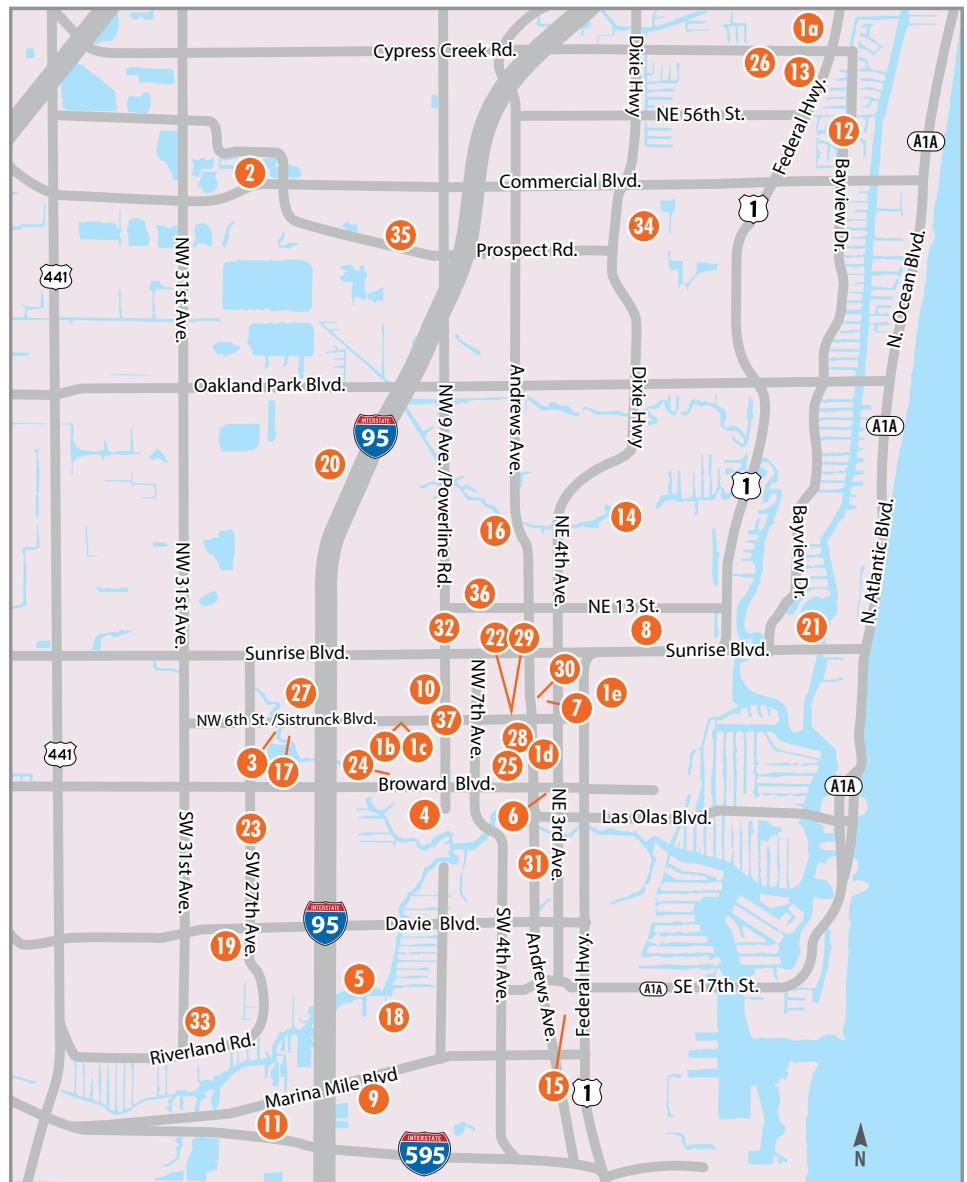 1a
Cypress Creek Rd.
Dixie Hwy
26
13
NE 56th St.
Federal Hwy.
12
A1A
2
Commercial Blvd.
Bayview Dr.
1
34
35
Prospect Rd.
NW 31st Ave.
441
N. Ocean Blvd.
Oakland Park Blvd.
Andrews Ave.
Dixie Hwy
NW 9 Ave. /Powerline Rd.
INTERSTATE
95
A1A
20
1
14
16
Bayview Dr.
N. Atlantic Blvd.
NW 31st Ave.
NE 4th Ave.
36
NE 13 St.
32
22
29
8
21
Sunrise Blvd.
Sunrise Blvd.
30
NW 7th Ave.
10
27
1e
7
NW 6th St. /Sistrunck Blvd.
37
28
1b
1c
1d
441
3
17
24
25
Broward Blvd.
A1A
4
6
NE 3rd Ave.
Las Olas Blvd.
23
SW 31st Ave.
SW 27th Ave.
31
INTERSTATE
95
Davie Blvd.
19
SW 4th Ave.
Andrews Ave.
Federal Hwy.
5
A1A
SE 17th St.
18
33
Riverland Rd.
Marina Mile Blvd
15
1
9
11
INTERSTATE
595
N